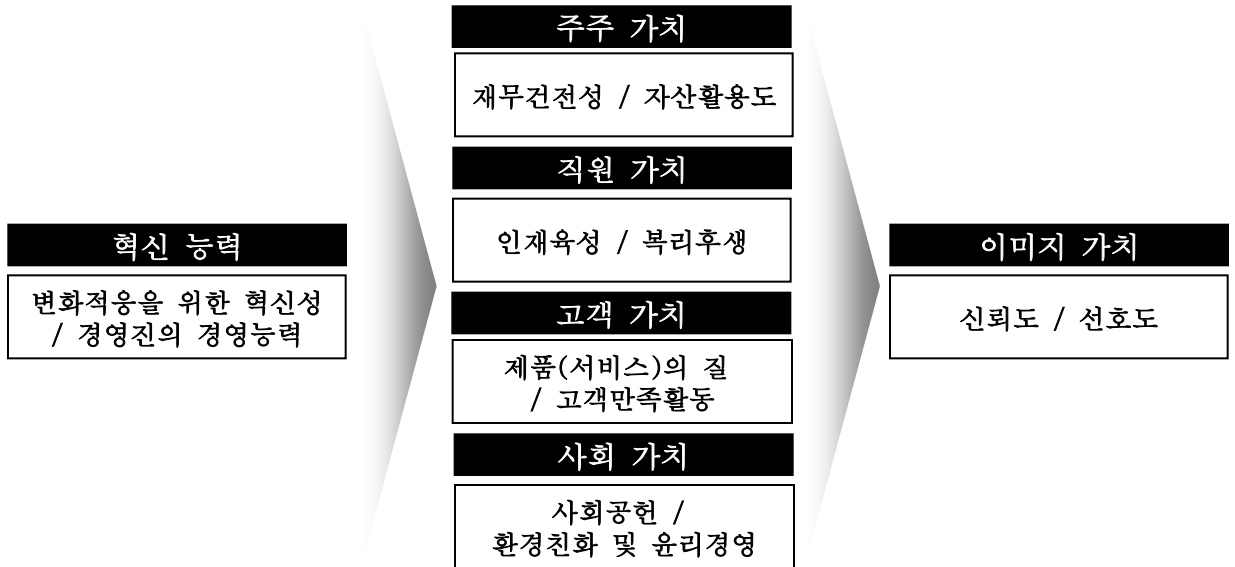 혁신 능력
변화적응을 위한 혁신성
/ 경영진의 경영능력
주주 가치
재무건전성 / 자산활용도
직원 가치
인재육성 / 복리후생
고객 가치
제품(서비스)의 질
/ 고객만족활동
사회 가치
사회공헌 /
환경친화 및 윤리경영
이미지 가치
신뢰도 / 선호도